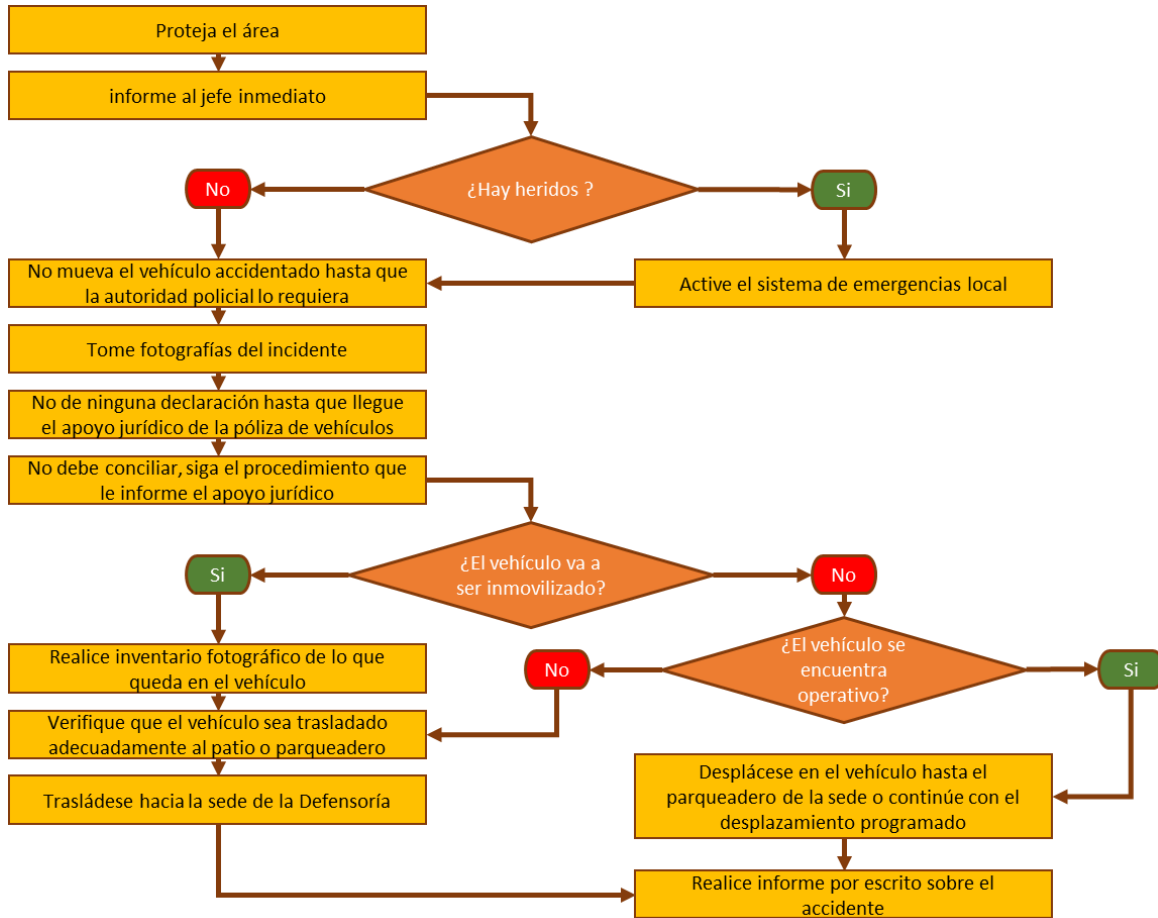 Proteja el área
informe al jefe inmediato
¿Hay heridos ?
No
Si
No mueva el vehículo accidentado hasta que
la autoridad policial lo requiera
Active el sistema de emergencias local
Tome fotografías del incidente
No de ninguna declaración hasta que llegue
el apoyo jurídico de la póliza de vehículos
No debe conciliar, siga el procedimiento que
le informe el apoyo jurídico
¿El vehículo va a
ser inmovilizado?
Si
No
Realice inventario fotográfico de lo que
queda en el vehículo
¿El vehículo se
encuentra
operativo?
No
Si
Verifique que el vehículo sea trasladado
adecuadamente al patio o parqueadero
Trasládese hacia la sede de la Defensoría
Desplácese en el vehículo hasta el
parqueadero de la sede o continúe con el
desplazamiento programado
Realice informe por escrito sobre el
accidente